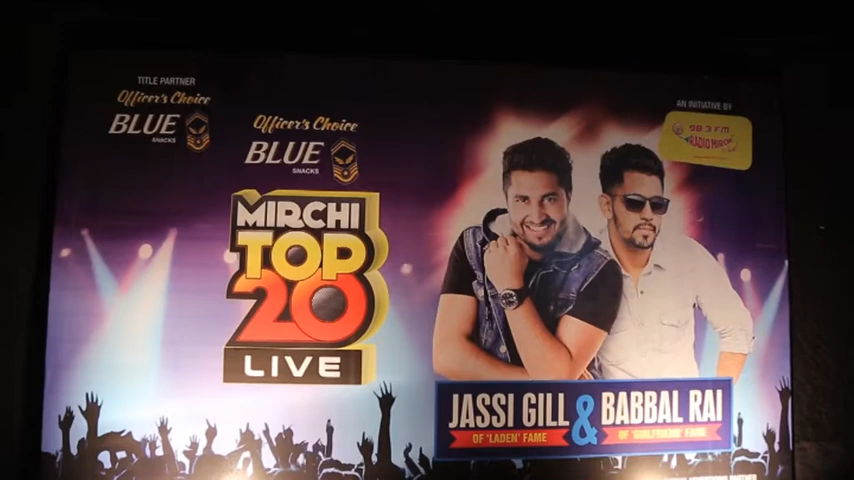 TITLE PARTNER
Officer's Choice
BLUE
SNACKS
Officer's Choice
BLUE
SNACKS
MIRCHI
TOP
20
LIVE
AN INITIATIVE BY
98.3 FM
RADIO MIRCHI
JASSI GILL & BABBAL RAI
OF 'LADEN' FAME
OF 'GIRLFRIEND' FAME
PARTNER